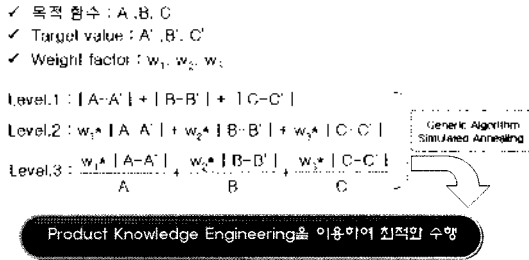 ✓ 목적 함수 : A ,B, C
✓ Target value : A' ,B', C'
✓ Weight factor : w₁, w₂, w₃
Level.1 : | A-A' | + | B-B' | + | C-C' |
Level.2 : w₁* | A-A' | + w₂* | B-B' | + w₃* | C-C' |
Level.3 : w₁* | A-A' | / A + w₂* | B-B' | / B + w₃* | C-C' | / C
Generic Algorithm
Simulated Annealing
Product Knowledge Engineering을 이용하여 최적화 수행